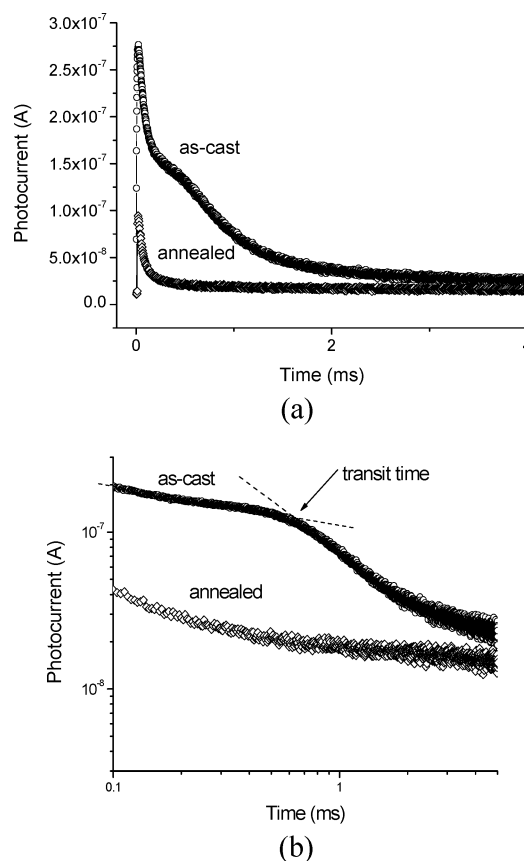 3.0x10⁻⁷
2.5x10⁻⁷
2.0x10⁻⁷
1.5x10⁻⁷
1.0x10⁻⁷
5.0x10⁻⁸
0.0
Photocurrent (A)
as-cast
annealed
0
2
4
Time (ms)
(a)
10⁻⁷
10⁻⁸
Photocurrent (A)
as-cast
transit time
annealed
0.1
1
Time (ms)
(b)